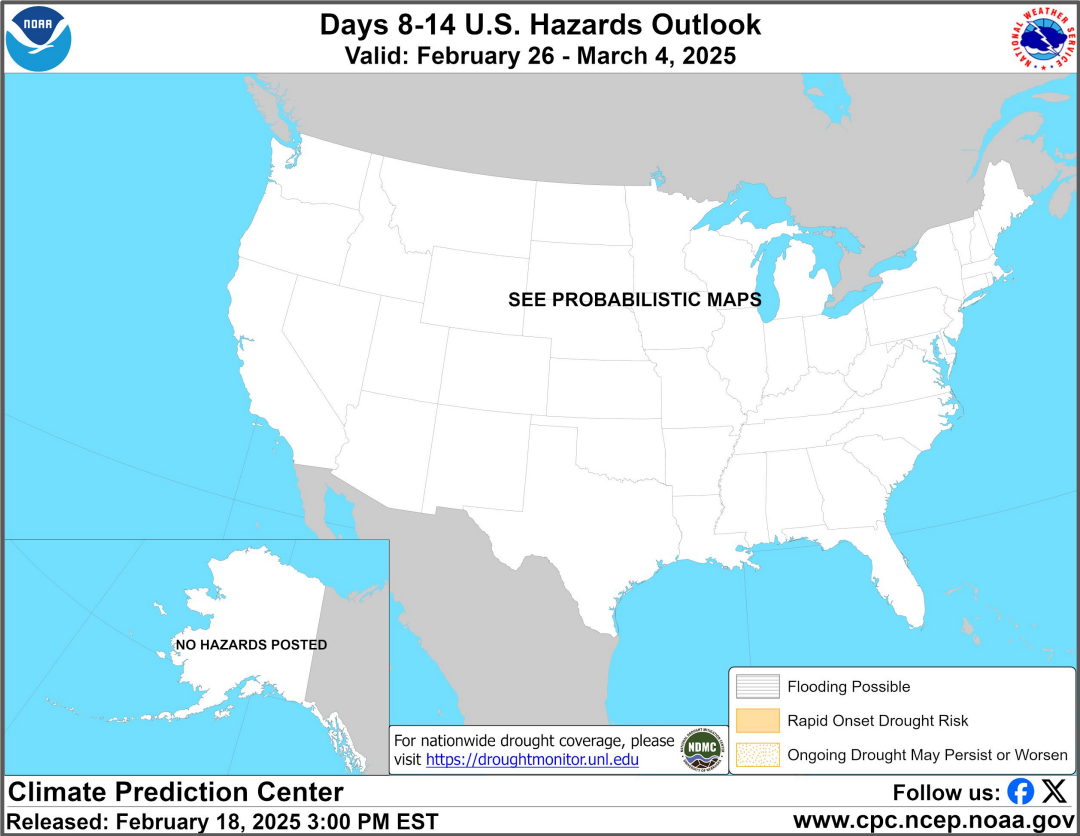 NOAA
Days 8-14 U.S. Hazards Outlook
Valid: February 26 - March 4, 2025
NATIONAL WEATHER SERVICE
SEE PROBABILISTIC MAPS
NO HAZARDS POSTED
For nationwide drought coverage, please
visit https://droughtmonitor.unl.edu
NDMC
Flooding Possible
Rapid Onset Drought Risk
Ongoing Drought May Persist or Worsen
Climate Prediction Center
Follow us:
Released: February 18, 2025 3:00 PM EST
www.cpc.ncep.noaa.gov